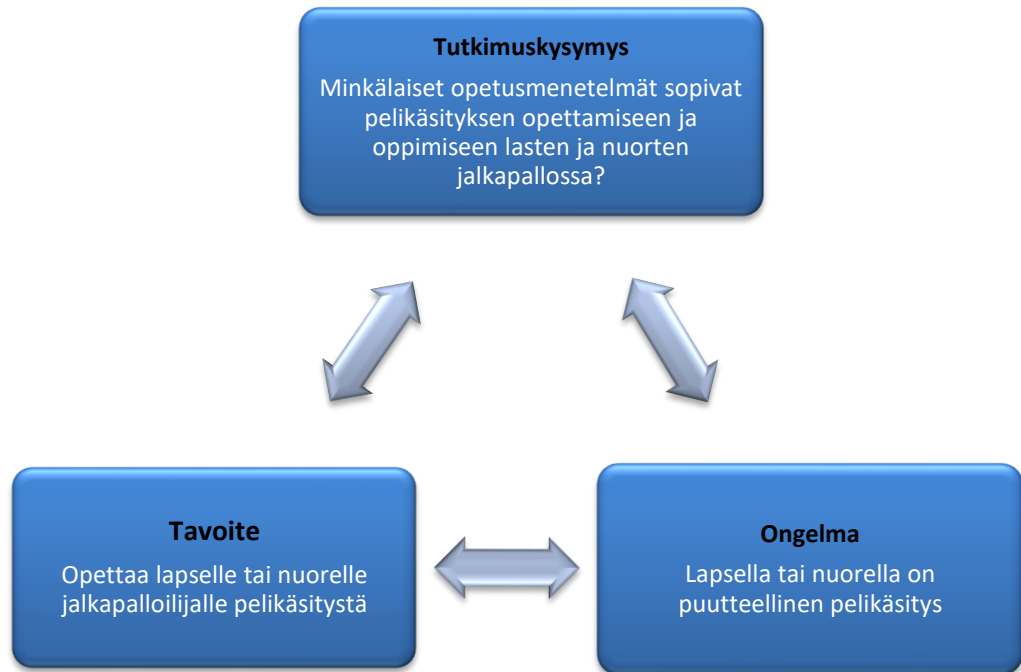 Tutkimuskysymys
Minkälaiset opetusmenetelmät sopivat
pelikäsityksen opettamiseen ja
oppimiseen lasten ja nuorten
jalkapallossa?
Tavoite
Opettaa lapselle tai nuorelle
jalkapalloilijalle pelikäsitystä
Ongelma
Lapsella tai nuorella on
puutteellinen pelikäsitys